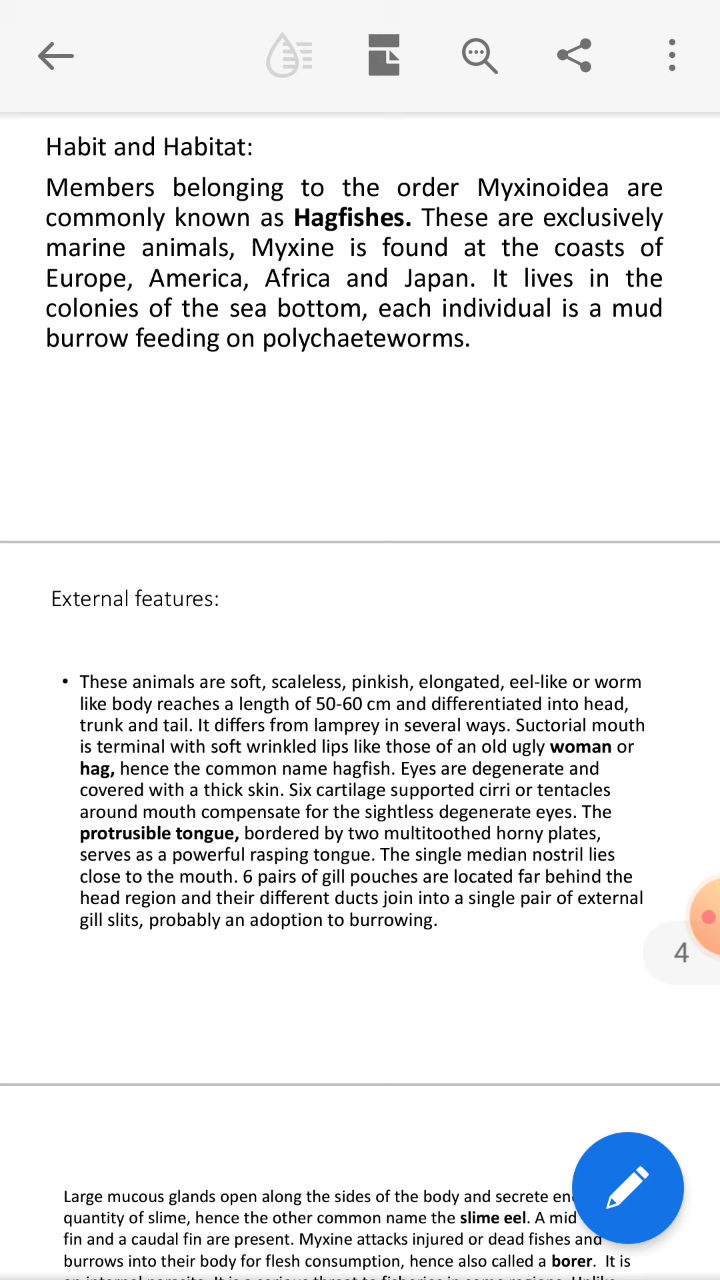 Habit and Habitat:
Members belonging to the order Myxinoidea are
commonly known as Hagfishes. These are exclusively
marine animals, Myxine is found at the coasts of
Europe, America, Africa and Japan. It lives in the
colonies of the sea bottom, each individual is a mud
burrow feeding on polychaeteworms.
External features:
• These animals are soft, scaleless, pinkish, elongated, eel-like or worm
like body reaches a length of 50-60 cm and differentiated into head,
trunk and tail. It differs from lamprey in several ways. Suctorial mouth
is terminal with soft wrinkled lips like those of an old ugly woman or
hag, hence the common name hagfish. Eyes are degenerate and
covered with a thick skin. Six cartilage supported cirri or tentacles
around mouth compensate for the sightless degenerate eyes. The
protrusible tongue, bordered by two multitoothed horny plates,
serves as a powerful rasping tongue. The single median nostril lies
close to the mouth. 6 pairs of gill pouches are located far behind the
head region and their different ducts join into a single pair of external
gill slits, probably an adoption to burrowing.
4
Large mucous glands open along the sides of the body and secrete
quantity of slime, hence the other common name the slime eel. A mid
fin and a caudal fin are present. Myxine attacks injured or dead fishes and
burrows into their body for flesh consumption, hence also called a borer. It is